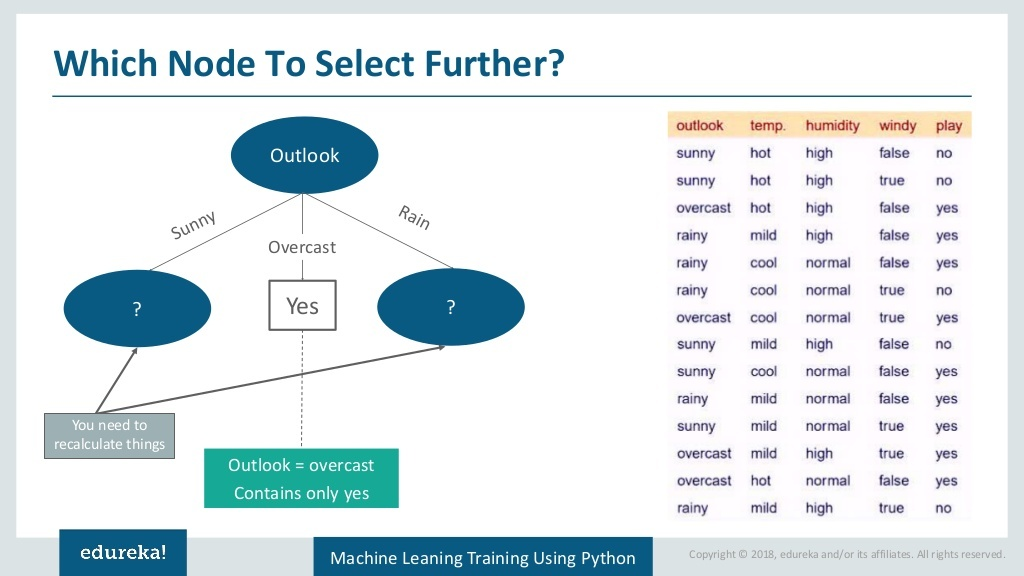 Which Node To Select Further?
Outlook
Sunny
Overcast
Rain
?
Yes
?
You need to
recalculate things
Outlook = overcast
Contains only yes
outlook temp. humidity windy play
sunny hot high false no
sunny hot high true no
overcast hot high false yes
rainy mild high false yes
rainy cool normal false yes
rainy cool normal true no
overcast cool normal true yes
sunny mild high false no
sunny cool normal false yes
rainy mild normal false yes
sunny mild normal true yes
overcast mild high true yes
overcast hot normal false yes
rainy mild high true no
edureka!
Machine Leaning Training Using Python
Copyright © 2018, edureka and/or its affiliates. All rights reserved.